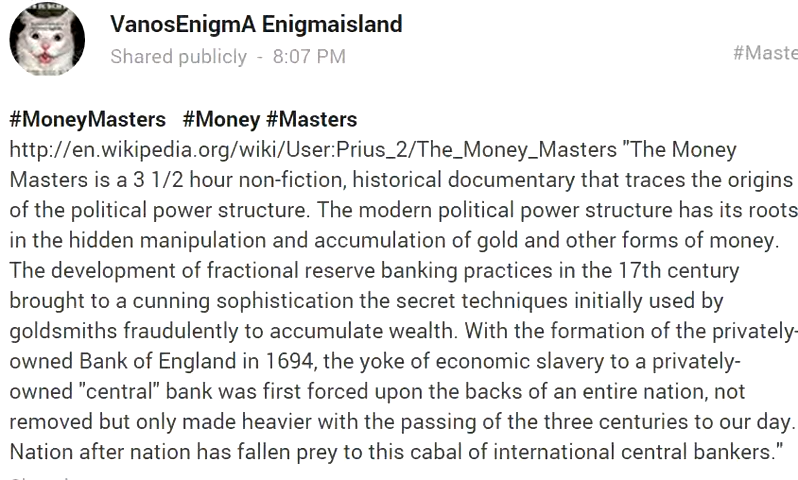 VanosEnigmA Enigmaisland
Shared publicly - 8:07 PM
#Maste
#MoneyMasters #Money #Masters
http://en.wikipedia.org/wiki/User:Prius_2/The_Money_Masters "The Money
Masters is a 3 1/2 hour non-fiction, historical documentary that traces the origins
of the political power structure. The modern political power structure has its roots
in the hidden manipulation and accumulation of gold and other forms of money.
The development of fractional reserve banking practices in the 17th century
brought to a cunning sophistication the secret techniques initially used by
goldsmiths fraudulently to accumulate wealth. With the formation of the privately-
owned Bank of England in 1694, the yoke of economic slavery to a privately-
owned "central" bank was first forced upon the backs of an entire nation, not
removed but only made heavier with the passing of the three centuries to our day.
Nation after nation has fallen prey to this cabal of international central bankers."